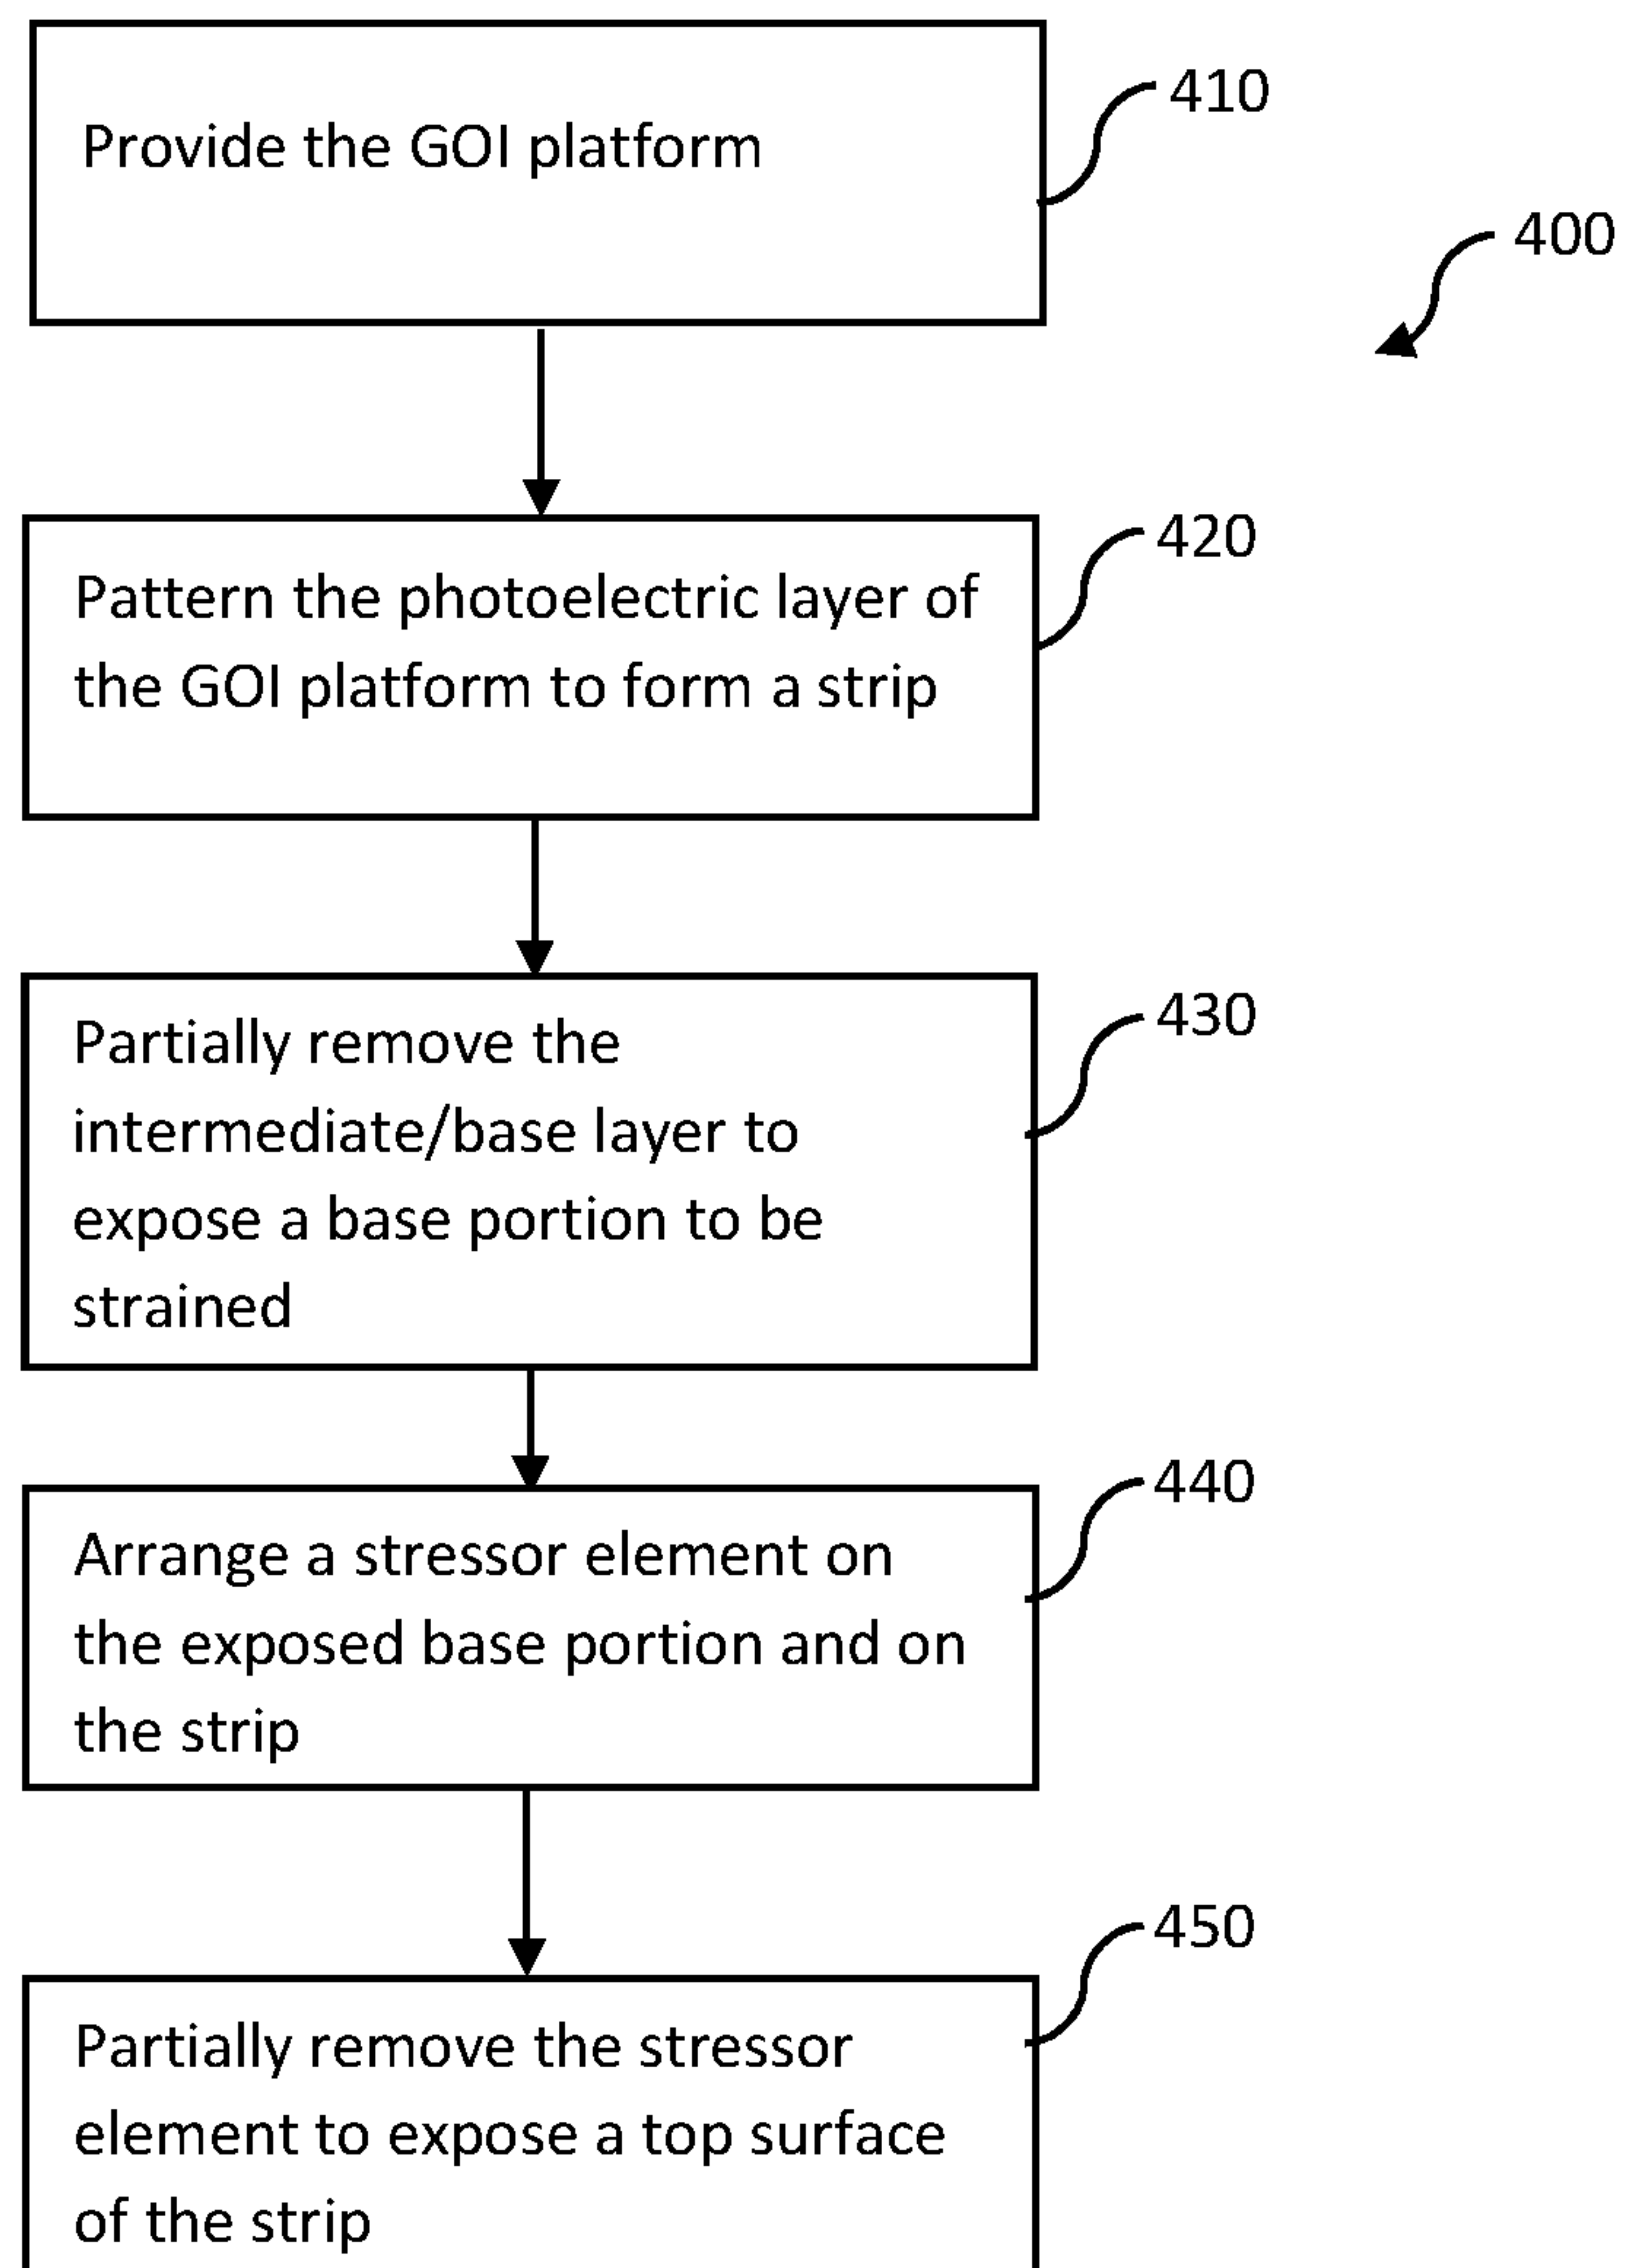 Provide the GOI platform
410
400
Pattern the photoelectric layer of
the GOI platform to form a strip
420
Partially remove the
intermediate/base layer to
expose a base portion to be
strained
430
Arrange a stressor element on
the exposed base portion and on
the strip
440
Partially remove the stressor
element to expose a top surface
of the strip
450